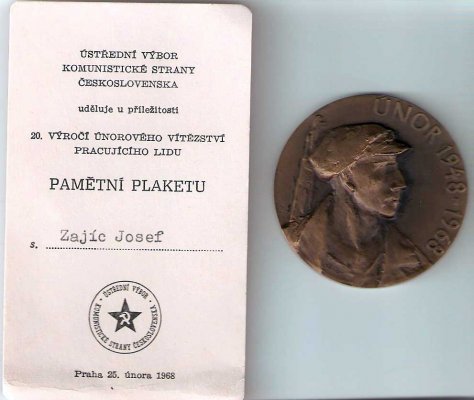 ÚSTŘEDNÍ VÝBOR
KOMUNISTICKÉ STRANY
ČESKOSLOVENSKA
uděluje u příležitosti
20. VÝROČÍ ÚNOROVÉHO VÍTĚZSTVÍ
PRACUJÍCÍHO LIDU
PAMĚTNÍ PLAKETU
s. Zajíc Josef
ÚSTŘEDNÍ VÝBOR
KOMUNISTICKÉ STRANY ČESKOSLOVENSKA
Praha 25. února 1968
ÚNOR 1948-1968